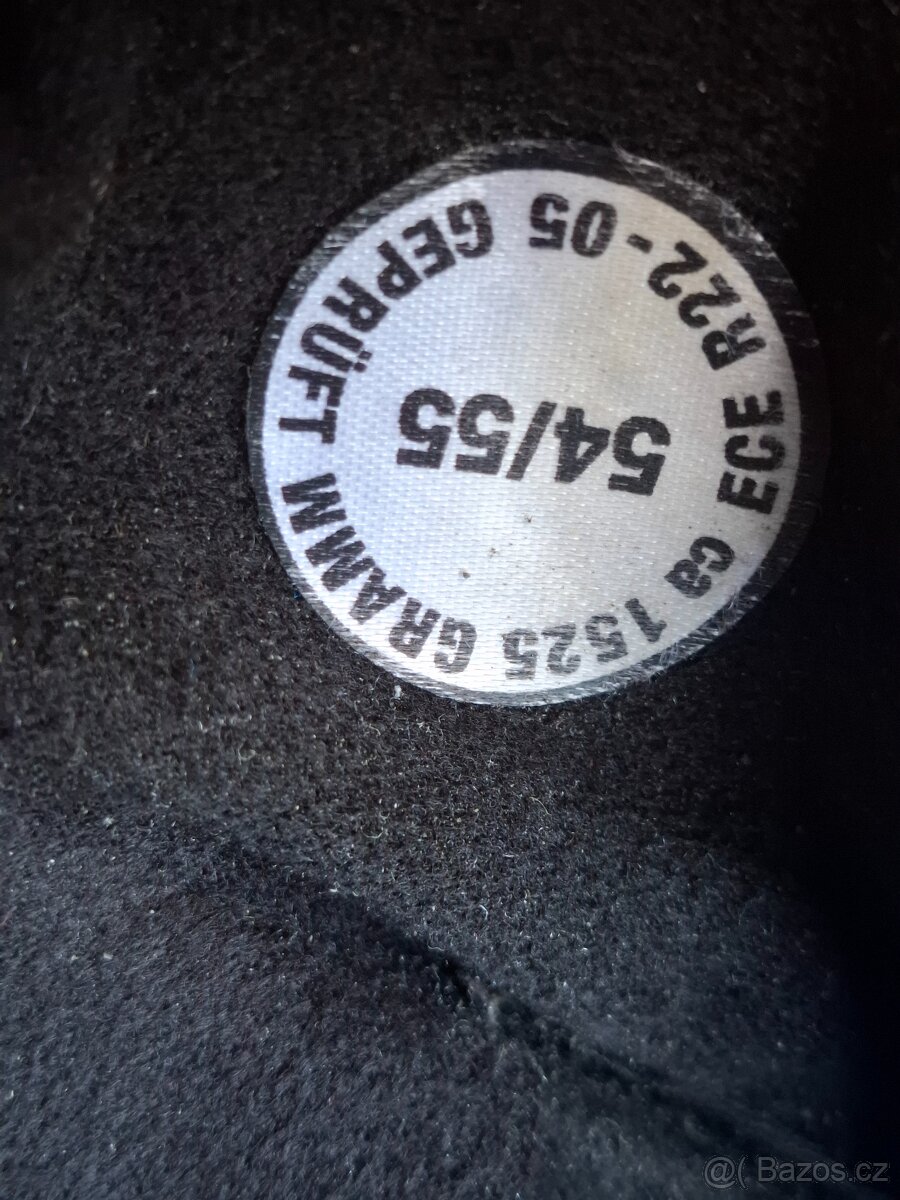 ECE R22-05 GEPRÜFT
54/55
ca 1525 GRAMM
@( Bazos.cz